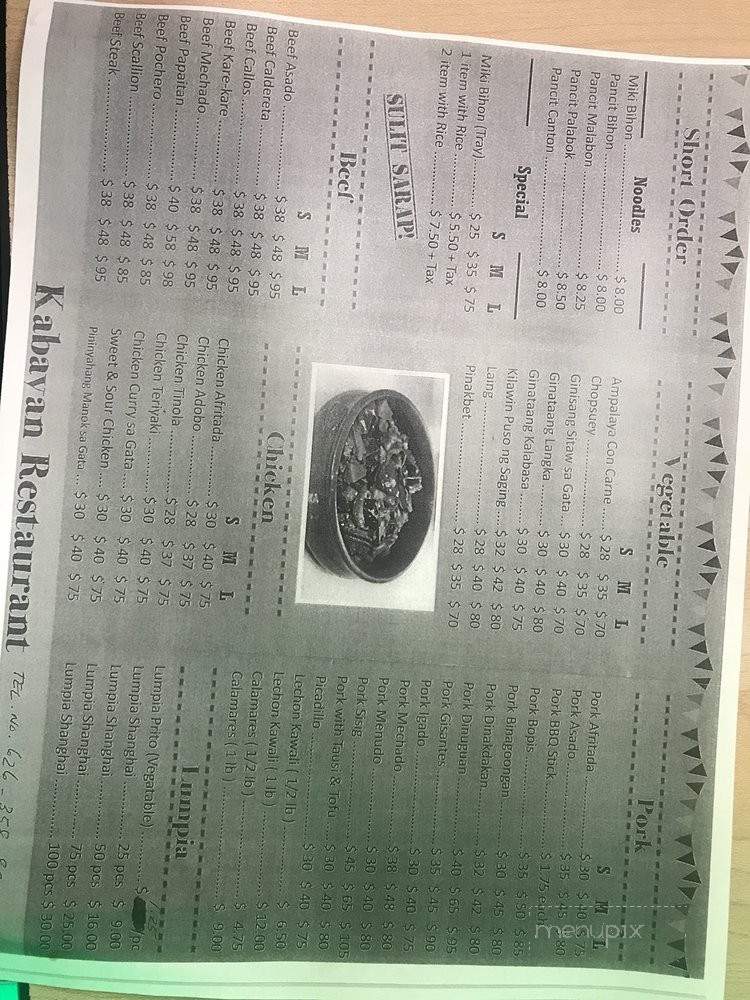 Short Order
Noodles
Miki Bihon $ 8.00
Pancit Bihon $ 8.00
Pancit Malabon $ 8.25
Pancit Palabok $ 8.50
Pancit Canton $ 8.00
Special
S M L
Miki Bihon (Tray) $ 25 $ 35 $ 75
1 item with Rice $ 5.50 + Tax
2 item with Rice $ 7.50 + Tax
SULIT SARAP!
Beef
S M L
Beef Asado $ 38 $ 48 $ 95
Beef Caldereta $ 38 $ 48 $ 95
Beef Callos $ 38 $ 48 $ 95
Beef Kare-kare $ 38 $ 48 $ 95
Beef Mechado $ 38 $ 48 $ 95
Beef Papaitan $ 40 $ 58 $ 98
Beef Pochero $ 38 $ 48 $ 85
Beef Scallion $ 38 $ 48 $ 85
Beef Steak $ 38 $ 48 $ 95
Vegetable
S M L
Ampalaya Con Carne $ 28 $ 35 $ 70
Chopsuey $ 28 $ 35 $ 70
Ginisang Sitaw sa Gata $ 30 $ 40 $ 70
Ginataang Langka $ 30 $ 40 $ 80
Ginataang Kalabasa $ 30 $ 40 $ 75
Kilawin Puso ng Saging $ 32 $ 42 $ 80
Laing $ 28 $ 40 $ 80
Pinakbet $ 28 $ 35 $ 70
Chicken
S M L
Chicken Afritada $ 30 $ 40 $ 75
Chicken Adobo $ 28 $ 37 $ 75
Chicken Tinola $ 28 $ 37 $ 75
Chicken Teriyaki $ 30 $ 40 $ 75
Chicken Curry sa Gata $ 30 $ 40 $ 75
Sweet & Sour Chicken $ 30 $ 40 $ 75
Pininyahang Manok sa Gata $ 30 $ 40 $ 75
Pork
S M L
Pork Afritada $ 30 $ 40 $ 75
Pork Asado $ 35 $ 45 $ 80
Pork BBQ Stick $ 1.75
Pork Bopis $ 35 $ 50 $ 85
Pork Binagoongan $ 30 $ 45 $ 80
Pork Dinakdakan $ 32 $ 42 $ 80
Pork Dinuguan $ 40 $ 65 $ 95
Pork Gisantes $ 35 $ 45 $ 90
Pork Igado $ 30 $ 40 $ 75
Pork Mechado $ 38 $ 48 $ 80
Pork Menudo $ 30 $ 40 $ 80
Pork Sisig $ 45 $ 65 $ 105
Pork with Tausi & Tofu $ 30 $ 40 $ 80
Picadillo $ 30 $ 40 $ 75
Lechon Kawali ( 1/2 lb ) $ 6.50
Lechon Kawali ( 1 lb ) $ 12.00
Calamares ( 1/2 lb ) $ 4.75
Calamares ( 1 lb ) $ 9.00
Lumpia
Lumpia Prito (Vegatable) $ /pc
Lumpia Shanghai 25 pcs $ 9.00
Lumpia Shanghai 50 pcs $ 16.00
Lumpia Shanghai 75 pcs $ 25.00
Lumpia Shanghai 100 pcs $ 30.00
Kabayan Restaurant
TEL. No. 626-358
menupix